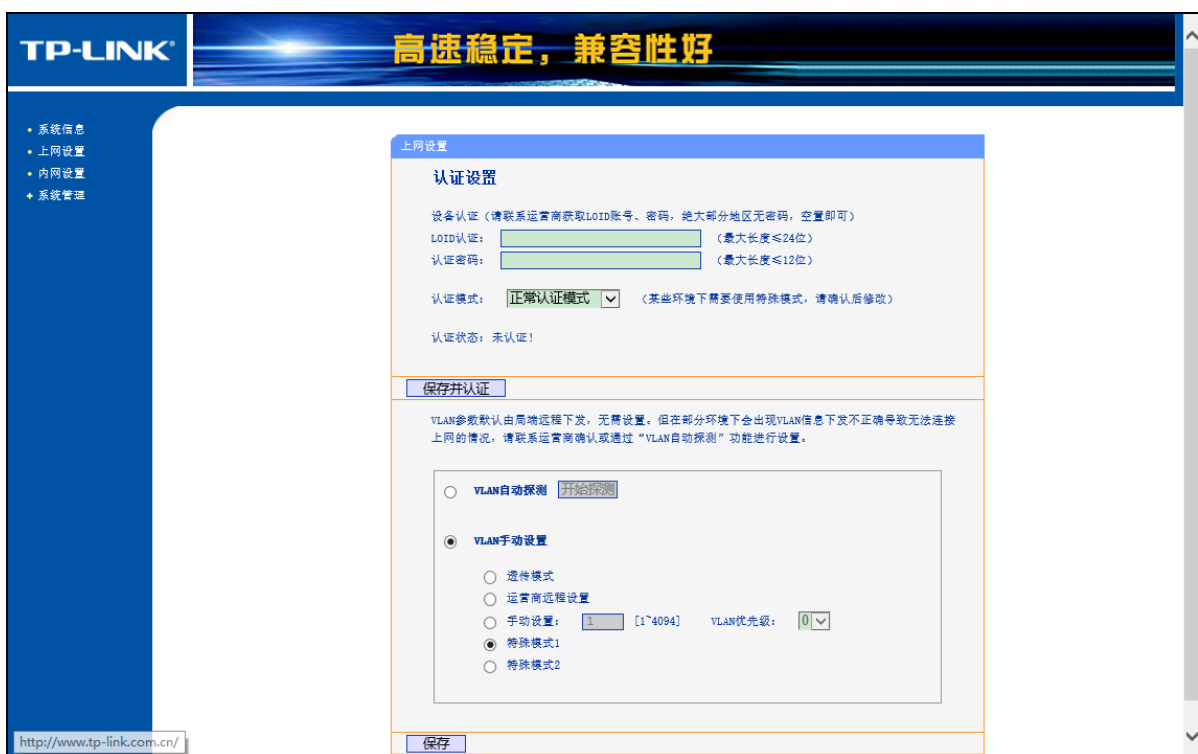 TP-LINK®
高速稳定，兼容性好
系统信息
上网设置
内网设置
系统管理
上网设置
认证设置
设备认证（请联系运营商获取LOID账号、密码，绝大部分地区无密码，空置即可）
LOID认证： （最大长度≤24位）
认证密码： （最大长度≤12位）
认证模式： 正常认证模式 （某些环境下需要使用特殊模式，请确认后修改）
认证状态：未认证！
保存并认证
VLAN参数默认由局端远程下发，无需设置。但在部分环境下会出现VLAN信息下发不正确导致无法连接
上网的情况，请联系运营商确认或通过“VLAN自动探测”功能进行设置。
VLAN自动探测 开始探测
VLAN手动设置
透传模式
运营商远程设置
手动设置： 1 [1~4094] VLAN优先级： 0
特殊模式1
特殊模式2
保存
http://www.tp-link.com.cn/